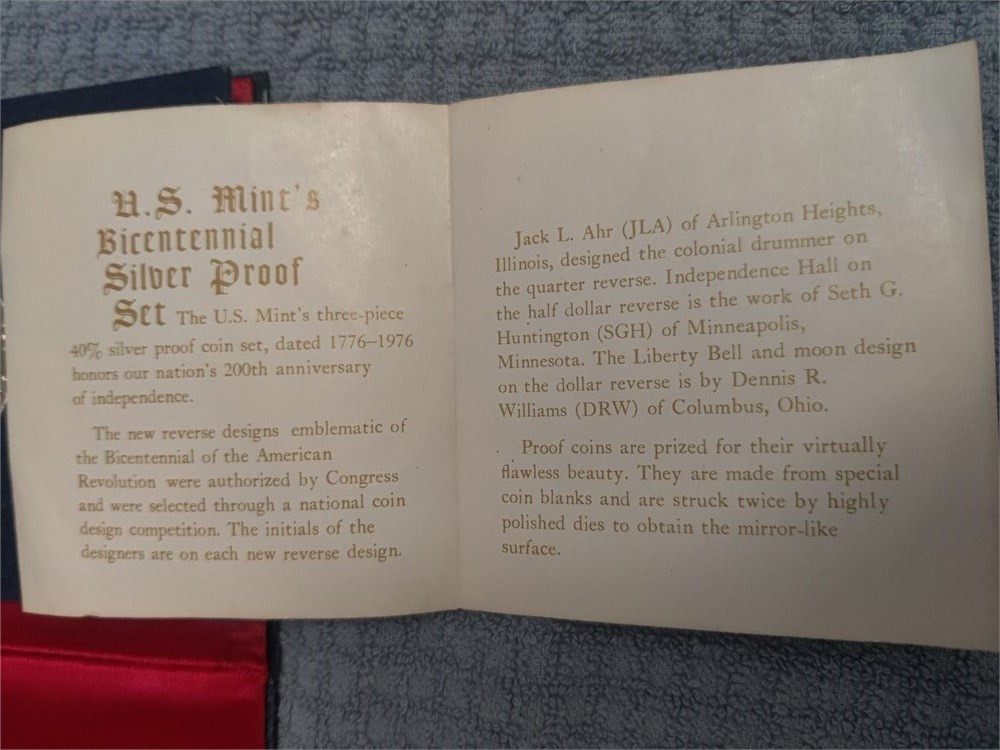 U.S. Mint's
Bicentennial
Silver Proof
Set The U.S. Mint's three-piece
40% silver proof coin set, dated 1776–1976
honors our nation's 200th anniversary
of independence.
The new reverse designs emblematic of
the Bicentennial of the American
Revolution were authorized by Congress
and were selected through a national coin
design competition. The initials of the
designers are on each new reverse design.
Jack L. Ahr (JLA) of Arlington Heights,
Illinois, designed the colonial drummer on
the quarter reverse. Independence Hall on
the half dollar reverse is the work of Seth G.
Huntington (SGH) of Minneapolis,
Minnesota. The Liberty Bell and moon design
on the dollar reverse is by Dennis R.
Williams (DRW) of Columbus, Ohio.
Proof coins are prized for their virtually
flawless beauty. They are made from special
coin blanks and are struck twice by highly
polished dies to obtain the mirror-like
surface.